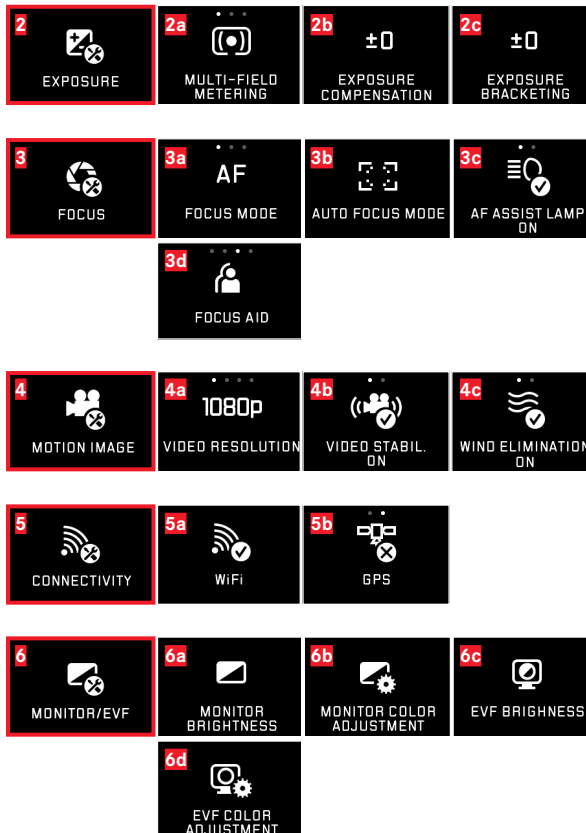 2
EXPOSURE
2a
MULTI-FIELD
METERING
2b
±0
EXPOSURE
COMPENSATION
2c
±0
EXPOSURE
BRACKETING
3
FOCUS
3a
AF
FOCUS MODE
3b
AUTO FOCUS MODE
3c
AF ASSIST LAMP
ON
3d
FOCUS AID
4
MOTION IMAGE
4a
1080p
VIDEO RESOLUTION
4b
VIDEO STABIL.
ON
4c
WIND ELIMINATION
ON
5
CONNECTIVITY
5a
WiFi
5b
GPS
6
MONITOR/EVF
6a
MONITOR
BRIGHTNESS
6b
MONITOR COLOR
ADJUSTMENT
6c
EVF BRIGHNESS
6d
EVF COLOR
ADJUSTMENT